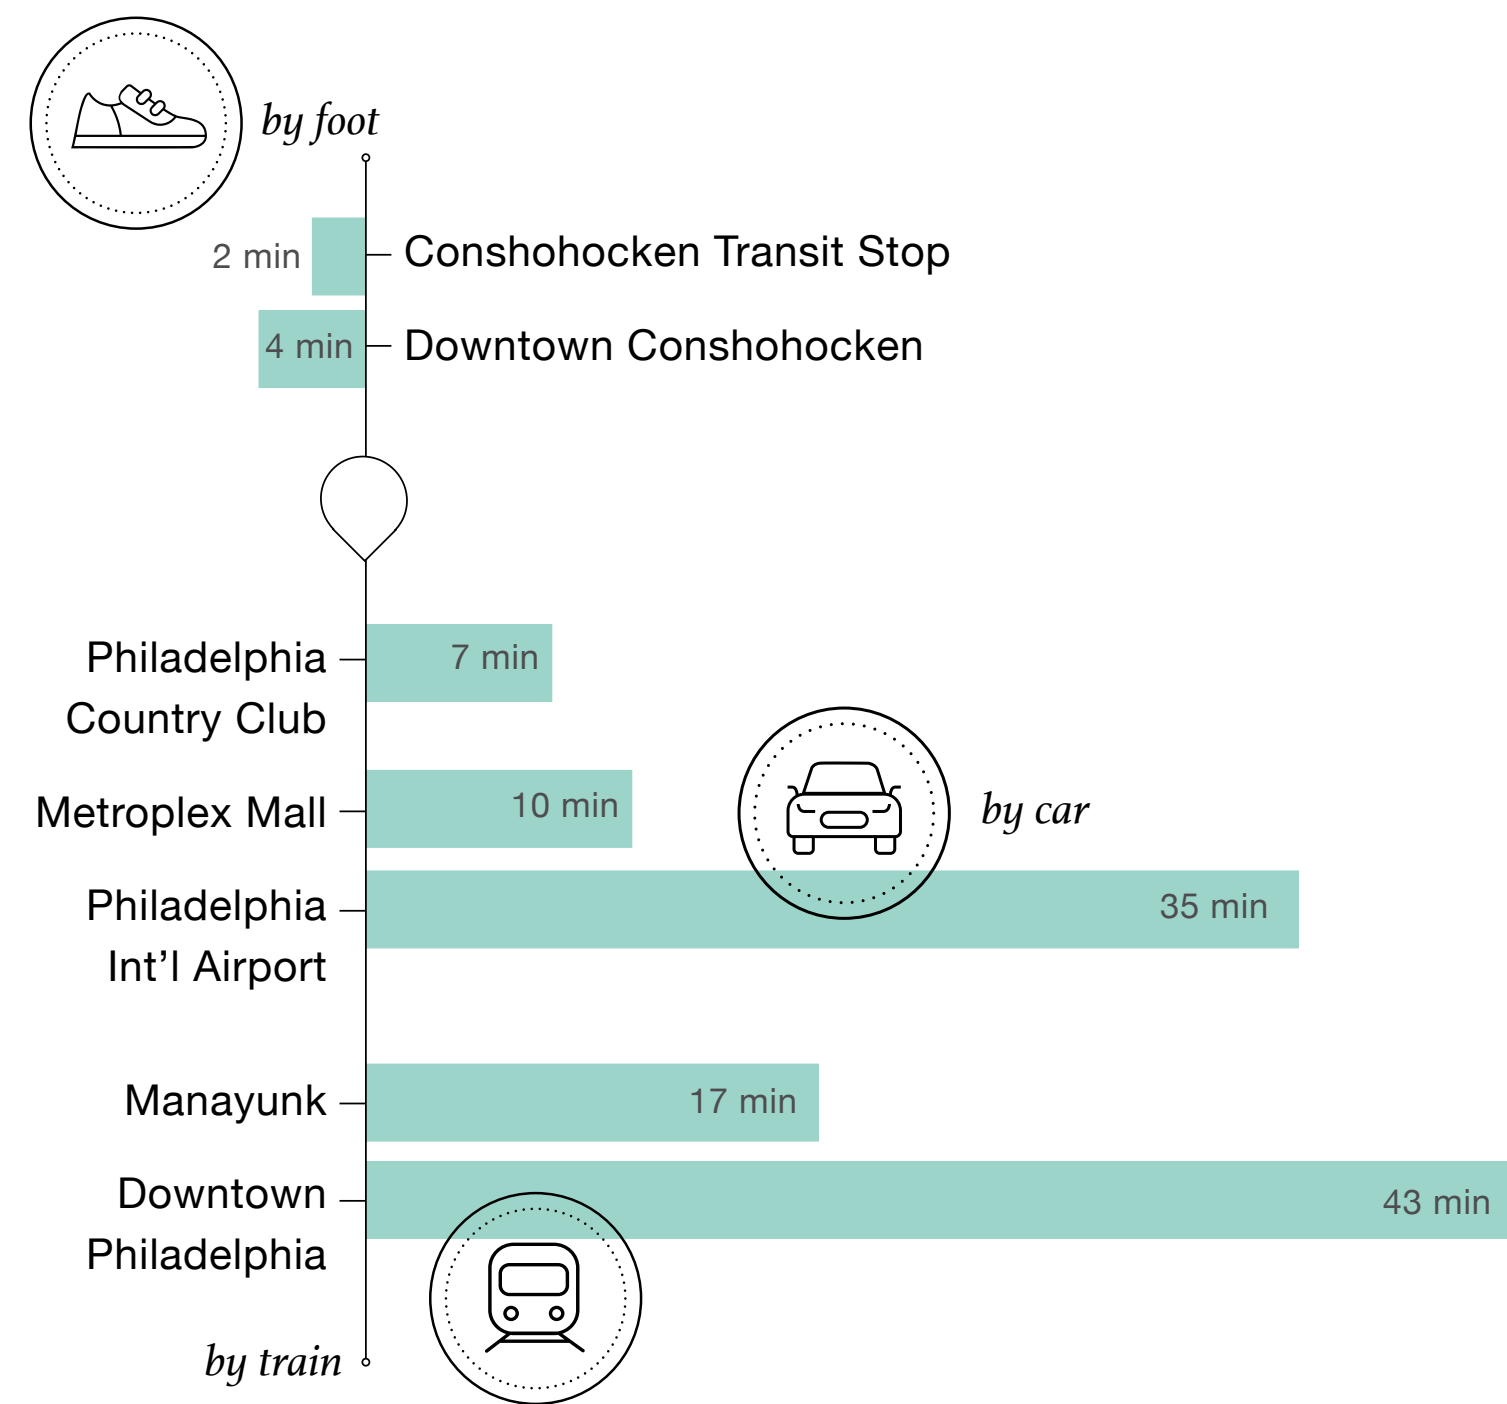 by foot
2 min Conshohocken Transit Stop
4 min Downtown Conshohocken
Philadelphia
Country Club
7 min
Metroplex Mall 10 min
by car
Philadelphia
Int’l Airport
35 min
Manayunk 17 min
Downtown
Philadelphia
43 min
by train